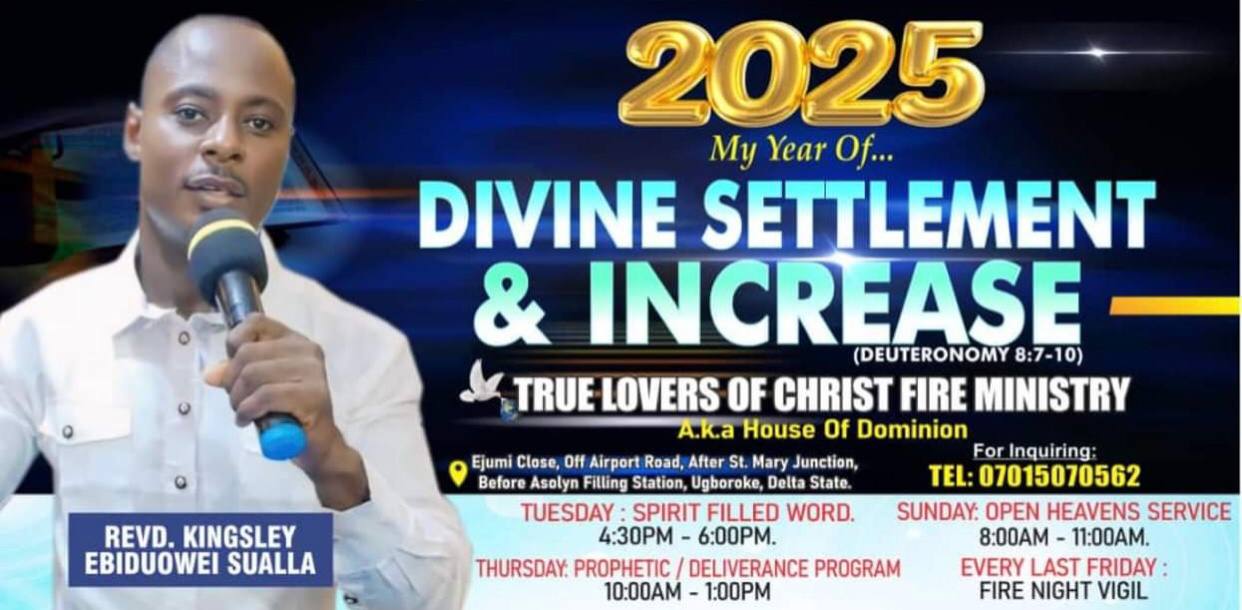 2025
My Year Of...
DIVINE SETTLEMENT
& INCREASE
(DEUTERONOMY 8:7-10)
TRUE LOVERS OF CHRIST FIRE MINISTRY
A.k.a House Of Dominion
Ejumi Close, Off Airport Road, After St. Mary Junction,
Before Asolyn Filling Station, Ugboroke, Delta State.
For Inquiring:
TEL: 07015070562
REVD. KINGSLEY
EBIDUOWEI SUALLA
TUESDAY : SPIRIT FILLED WORD.
4:30PM - 6:00PM.
SUNDAY: OPEN HEAVENS SERVICE
8:00AM - 11:00AM.
THURSDAY: PROPHETIC / DELIVERANCE PROGRAM
10:00AM - 1:00PM
EVERY LAST FRIDAY :
FIRE NIGHT VIGIL